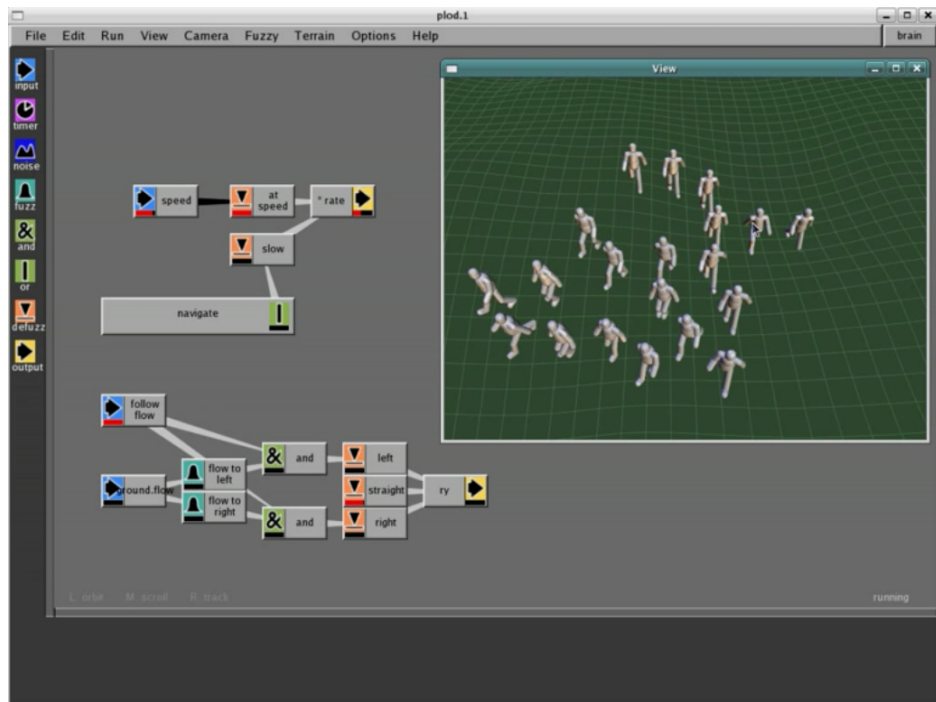 plod.1
File Edit Run View Camera Fuzzy Terrain Options Help
brain
input
timer
noise
fuzz
and
or
defuzz
output
View
speed
at
speed
* rate
slow
navigate
follow
flow
ground.flow
flow to
left
flow to
right
&
and
&
and
left
straight
right
ry
L. orbit M. scroll R. track
running